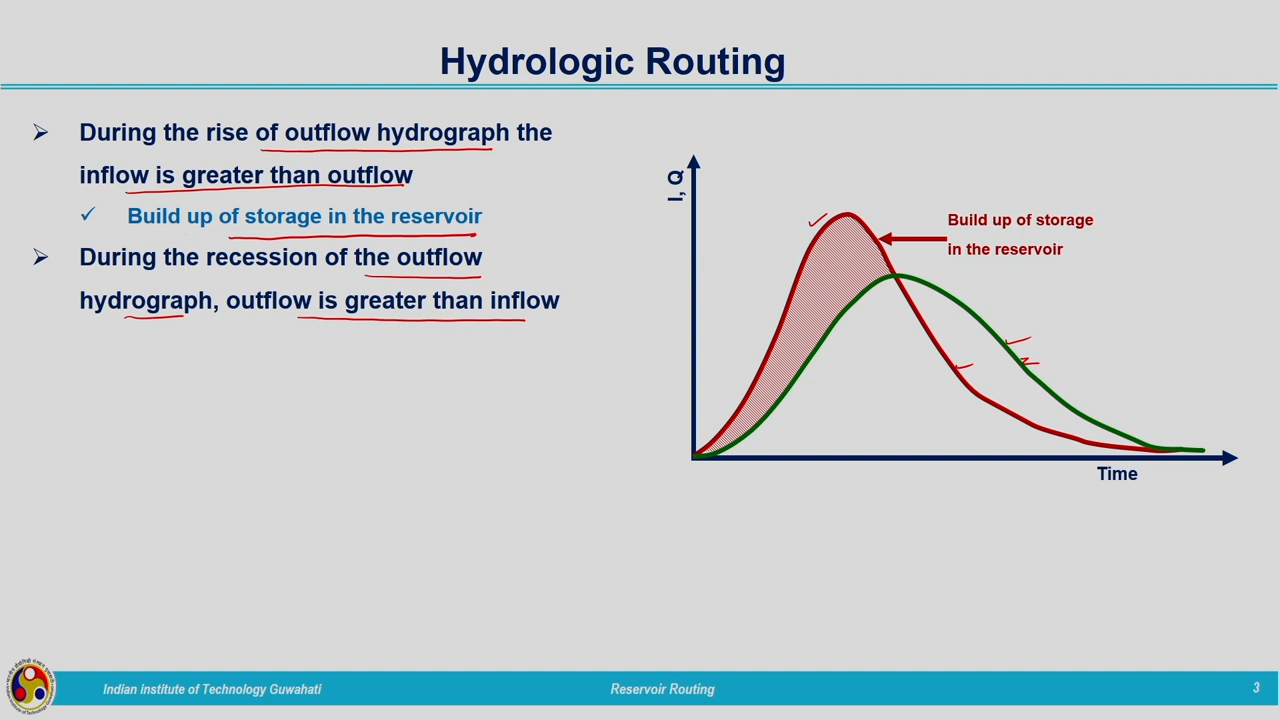 Hydrologic Routing
During the rise of outflow hydrograph the
inflow is greater than outflow
Build up of storage in the reservoir
During the recession of the outflow
hydrograph, outflow is greater than inflow
I, Q
Build up of storage
in the reservoir
Time
Indian institute of Technology Guwahati
Reservoir Routing
3